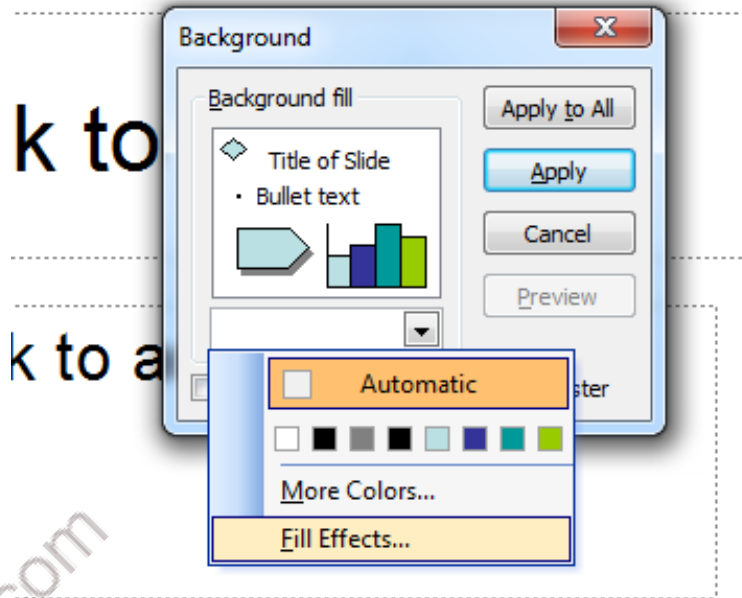 Background
Background fill
Apply to All
k to
Title of Slide
Apply
• Bullet text
Cancel
Preview
k to a
Automatic
ster
More Colors...
Fill Effects...
com